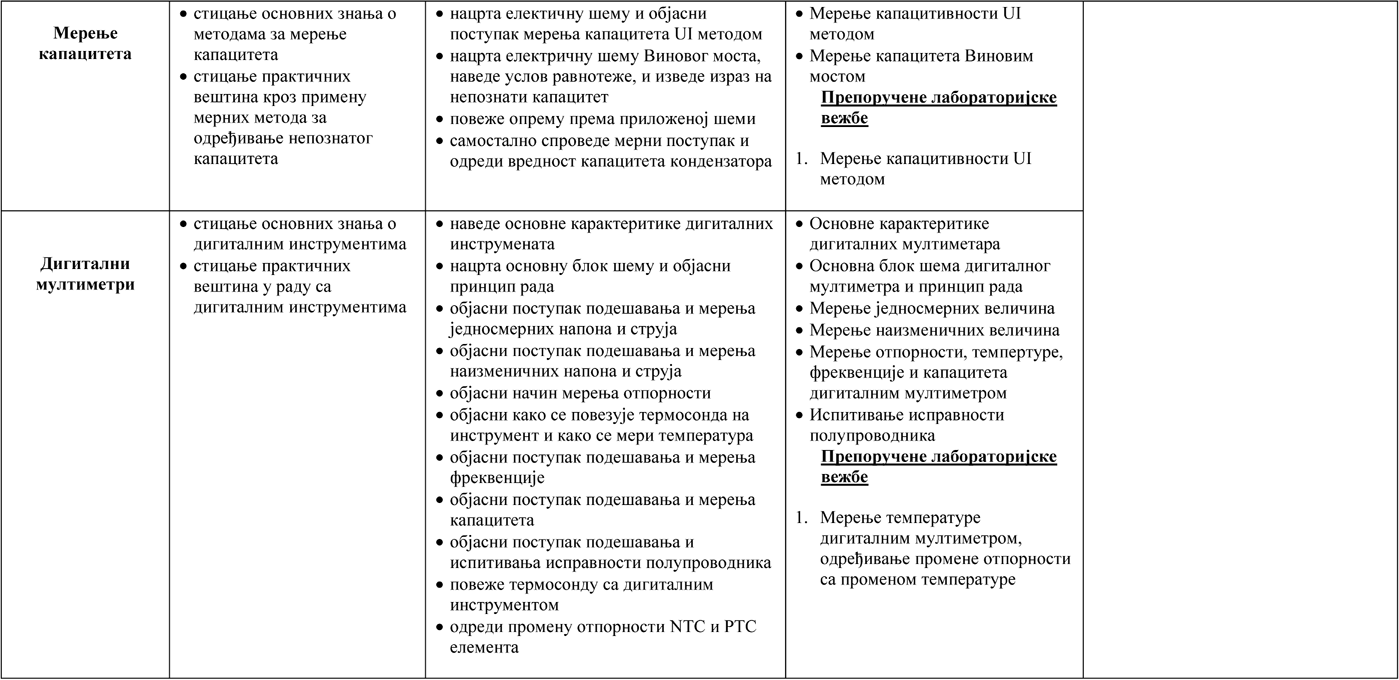 Мерење
капацитета
• стицање основних знања о
методама за мерење
капацитета
• стицање практичних
вештина кроз примену
мерних метода за
одређивање непознатог
капацитета
• нацрта електичну шему и објасни
поступак мерења капацитета UI методом
• нацрта електричну шему Виновог моста,
наведе услов равнотеже, и изведе израз на
непознати капацитет
• повеже опрему према приложеној шеми
• самостално спроведе мерни поступак и
одреди вредност капацитета кондензатора
• Мерење капацитивности UI
методом
• Мерење капацитета Виновим
мостом
Препоручене лабораторијске
вежбе
1. Мерење капацитивности UI
методом
Дигитални
мултиметри
• стицање основних знања о
дигиталним инструментима
• стицање практичних
вештина у раду са
дигиталним инструментима
• наведе основне карактеритике дигиталних
инструмената
• нацрта основну блок шему и објасни
принцип рада
• објасни поступак подешавања и мерења
једносмерних напона и струја
• објасни поступак подешавања и мерења
наизменичних напона и струја
• објасни начин мерења отпорности
• објасни како се повезује термосонда на
инструмент и како се мери температура
• објасни поступак подешавања и мерења
фреквенције
• објасни поступак подешавања и мерења
капацитета
• објасни поступак подешавања и
испитивања исправности полупроводника
• повеже термосонду са дигиталним
инструментом
• одреди промену отпорности NTC и PTC
елемента
• Основне карактеритике
дигиталних мултиметара
• Основна блок шема дигиталног
мултиметра и принцип рада
• Мерење једносмерних величина
• Мерење наизменичних величина
• Мерење отпорности, темпертуре,
фреквенције и капацитета
дигиталним мултиметром
• Испитивање исправности
полупроводника
Препоручене лабораторијске
вежбе
1. Мерење температуре
дигиталним мултиметром,
одређивање промене отпорности
са променом температуре